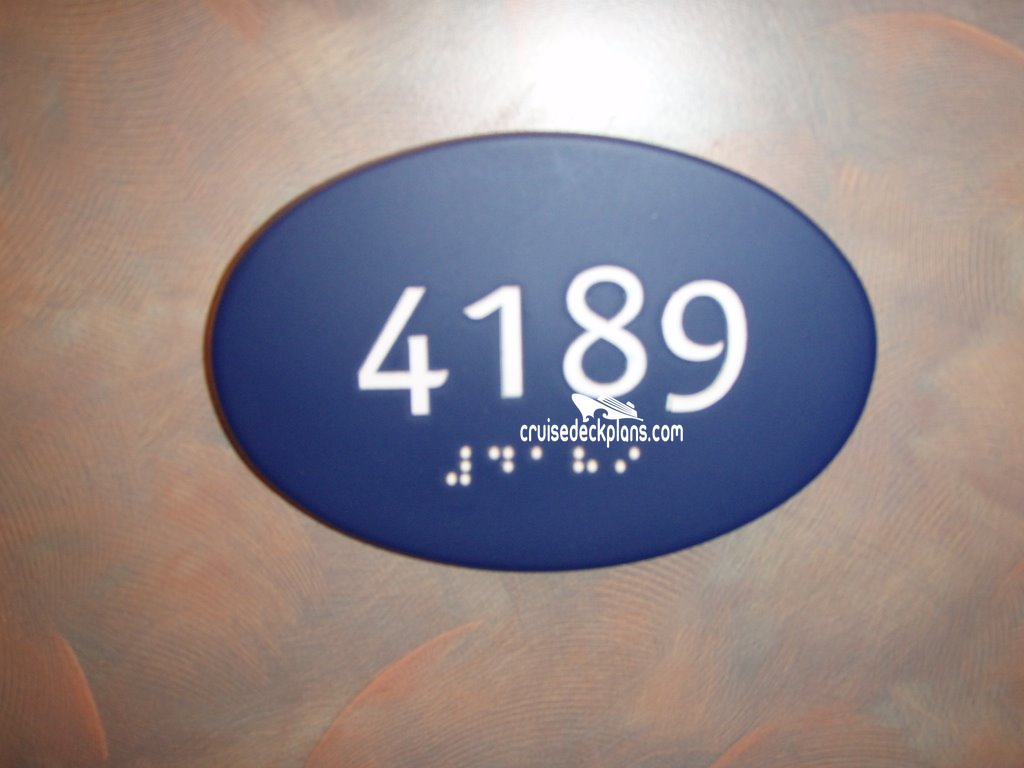 4189
cruisedeckplans.com
⠼⠙⠁⠓⠊